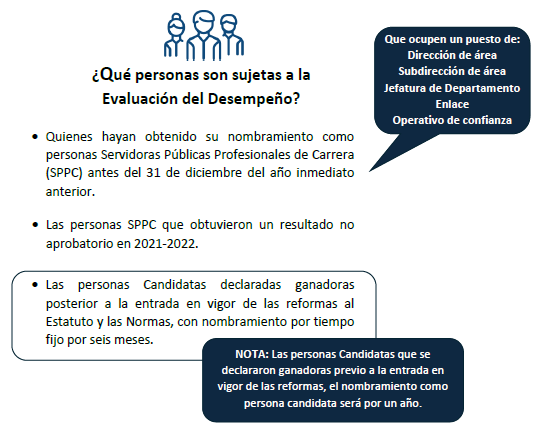 ¿Qué personas son sujetas a la
Evaluación del Desempeño?
Que ocupen un puesto de:
Dirección de área
Subdirección de área
Jefatura de Departamento
Enlace
Operativo de confianza
• Quienes hayan obtenido su nombramiento como
personas Servidoras Públicas Profesionales de Carrera
(SPPC) antes del 31 de diciembre del año inmediato
anterior.
• Las personas SPPC que obtuvieron un resultado no
aprobatorio en 2021-2022.
• Las personas Candidatas declaradas ganadoras
posterior a la entrada en vigor de las reformas al
Estatuto y las Normas, con nombramiento por tiempo
fijo por seis meses.
NOTA: Las personas Candidatas que se
declararon ganadoras previo a la entrada en
vigor de las reformas, el nombramiento como
persona candidata será por un año.